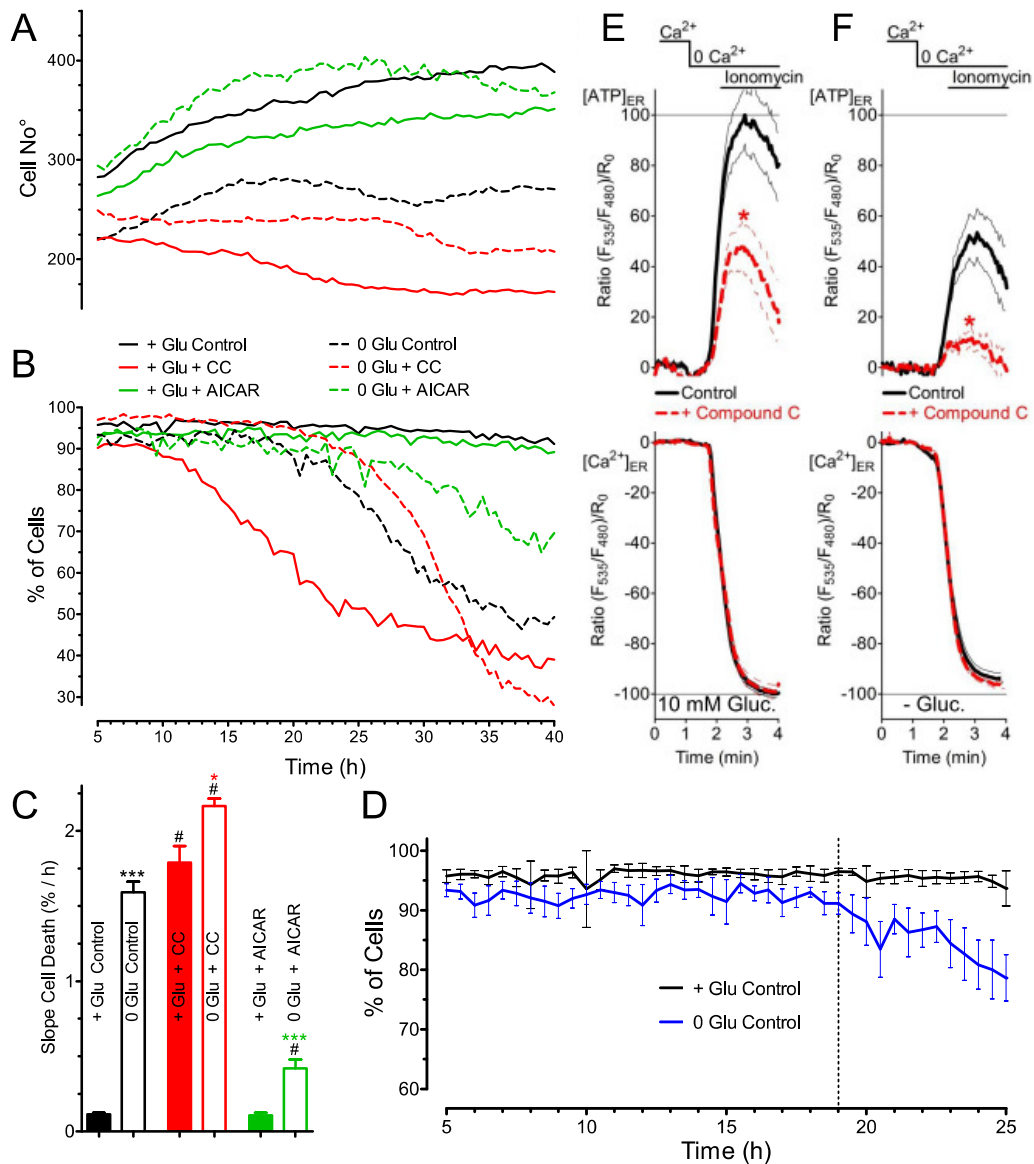 A
400
300
200
Cell No°
+ Glu Control
+ Glu + CC
+ Glu + AICAR
0 Glu Control
0 Glu + CC
0 Glu + AICAR
B
100
90
80
70
60
50
40
30
% of Cells
5 10 15 20 25 30 35 40
Time (h)
C
2
1
0
Slope Cell Death (% / h)
+ Glu Control
***
0 Glu Control
#
+ Glu + CC
*
#
0 Glu + CC
+ Glu + AICAR
***
#
0 Glu + AICAR
D
100
90
80
70
60
% of Cells
+ Glu Control
0 Glu Control
5 10 15 20 25
Time (h)
E
Ca²⁺
0 Ca²⁺
Ionomycin
[ATP]ER
100
80
60
40
20
0
Ratio (F535/F480)/R0
*
Control
+ Compound C
[Ca²⁺]ER
0
-20
-40
-60
-80
-100
Ratio (F535/F480)/R0
10 mM Gluc.
0 1 2 3 4
Time (min)
F
Ca²⁺
0 Ca²⁺
Ionomycin
[ATP]ER
100
80
60
40
20
0
Ratio (F535/F480)/R0
*
Control
+ Compound C
[Ca²⁺]ER
0
-20
-40
-60
-80
-100
Ratio (F535/F480)/R0
- Gluc.
0 1 2 3 4
Time (min)